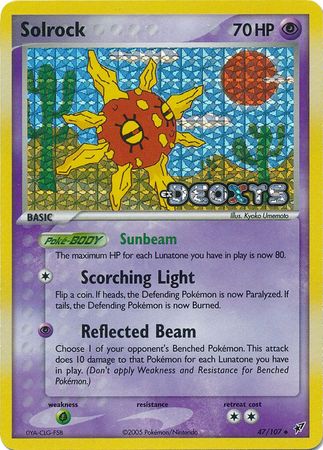 Solrock 70 HP
ex DEOXYS
BASIC
Illus. Kyoko Umemoto
Poké-BODY Sunbeam
The maximum HP for each Lunatone you have in play is now 80.
Scorching Light
Flip a coin. If heads, the Defending Pokémon is now Paralyzed. If
tails, the Defending Pokémon is now Burned.
Reflected Beam
Choose 1 of your opponent's Benched Pokémon. This attack
does 10 damage to that Pokémon for each Lunatone you have
in play. (Don't apply Weakness and Resistance for Benched
Pokémon.)
weakness resistance retreat cost
DYA-CLG-F5B ©2005 Pokémon/Nintendo 47/107